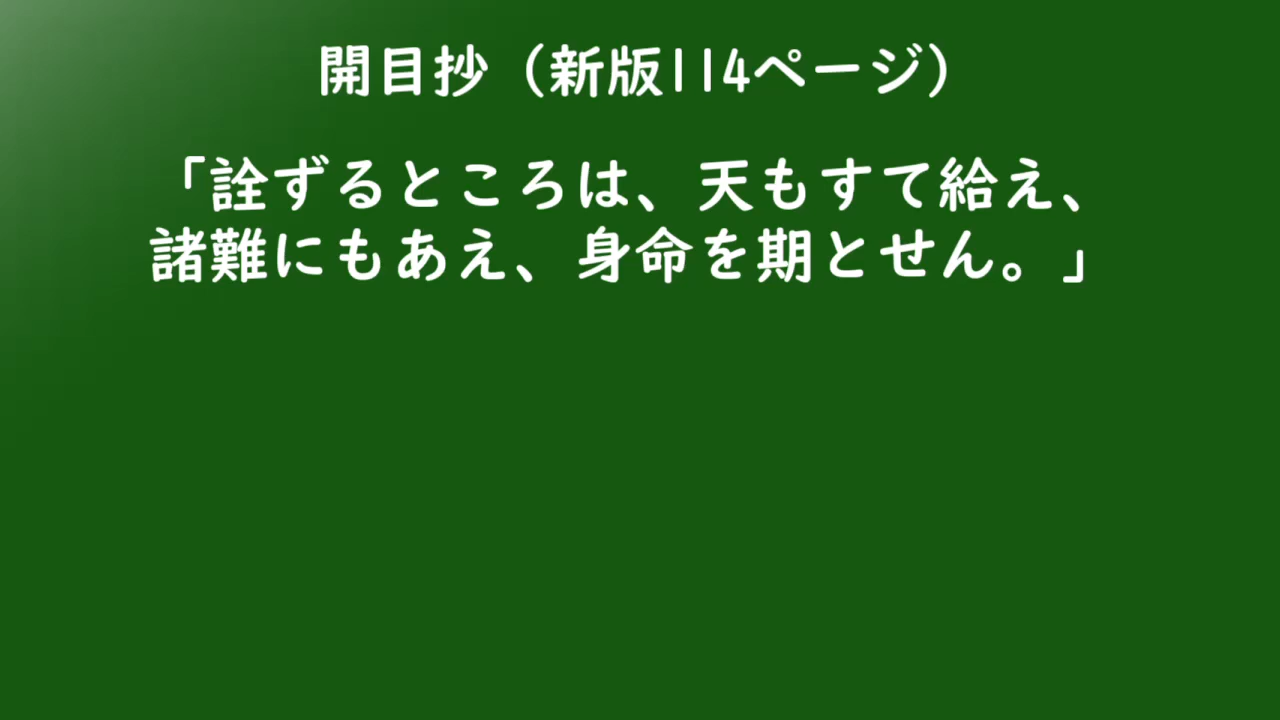 開目抄（新版114ページ）
「詮ずるところは、天もすて給え、
諸難にもあえ、身命を期とせん。」